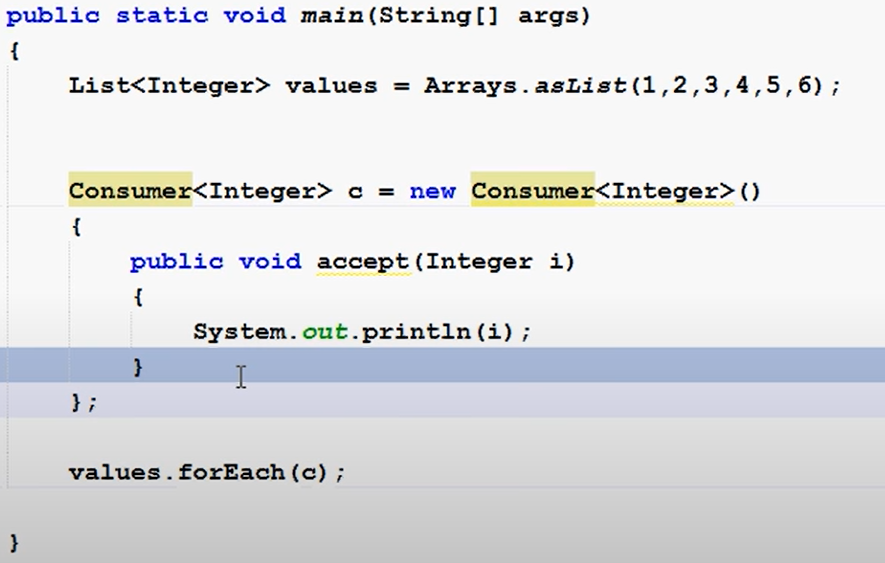 public static void main(String[] args)
{
List<Integer> values = Arrays.asList(1,2,3,4,5,6);
Consumer<Integer> c = new Consumer<Integer>()
{
public void accept(Integer i)
{
System.out.println(i);
}
};
values.forEach(c);
}